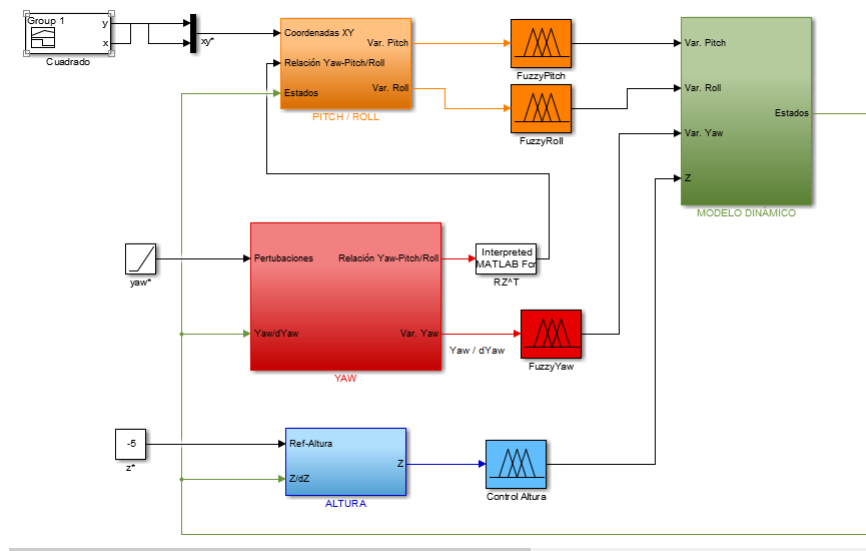 Group 1
y
x
Cuadrado
xy*
Coordenadas XY
Relación Yaw-Pitch/Roll
Estados
Var. Pitch
Var. Roll
PITCH / ROLL
FuzzyPitch
FuzzyRoll
Var. Pitch
Var. Roll
Var. Yaw
Z
Estados
MODELO DINÁMICO
yaw*
Pertubaciones
Yaw/dYaw
Relación Yaw-Pitch/Roll
Var. Yaw
YAW
Interpreted
MATLAB Fcn
RZ^T
Yaw / dYaw
FuzzyYaw
-5
z*
Ref-Altura
Z/dZ
Z
ALTURA
Control Altura